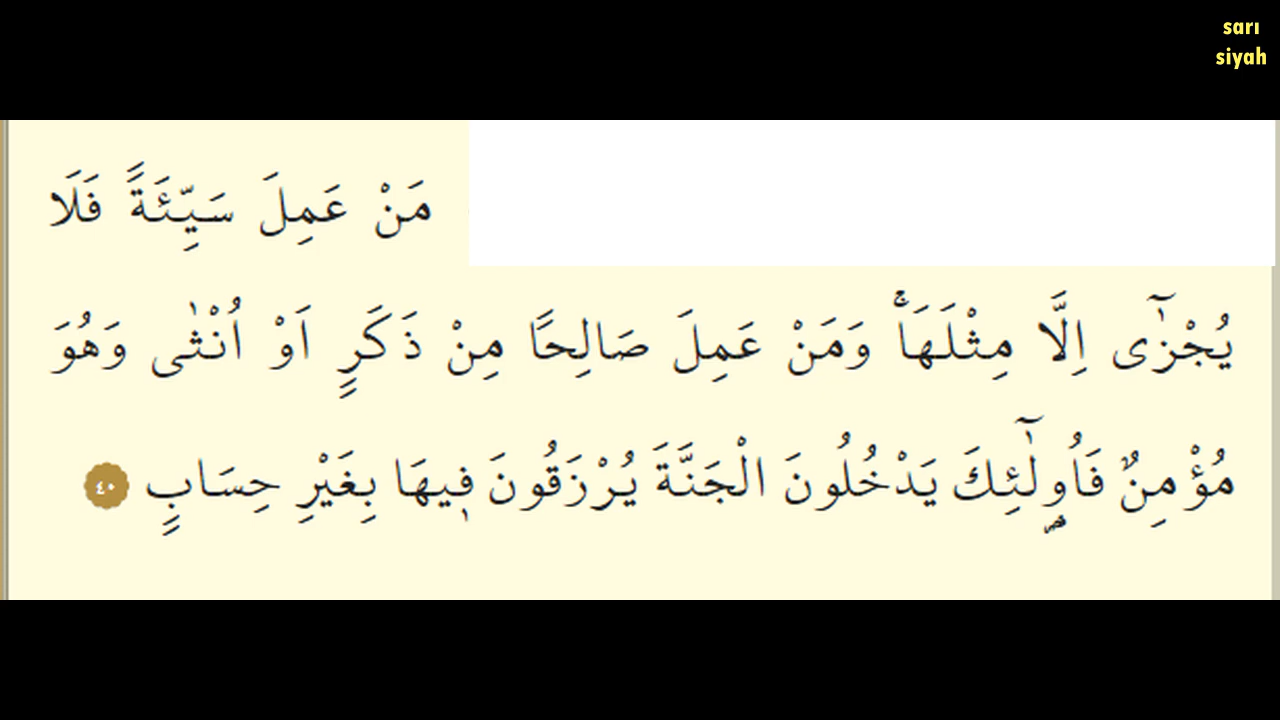 sarı
siyah
مَنْ عَمِلَ سَيِّئَةً فَلَا
يُجْزٰٓى اِلَّا مِثْلَهَاۚ وَمَنْ عَمِلَ صَالِحًا مِنْ ذَكَرٍ اَوْ اُنْثٰى وَهُوَ
مُؤْمِنٌ فَاُو۬لٰٓئِكَ يَدْخُلُونَ الْجَنَّةَ يُرْزَقُونَ ف۪يهَا بِغَيْرِ حِسَابٍ ٤٠